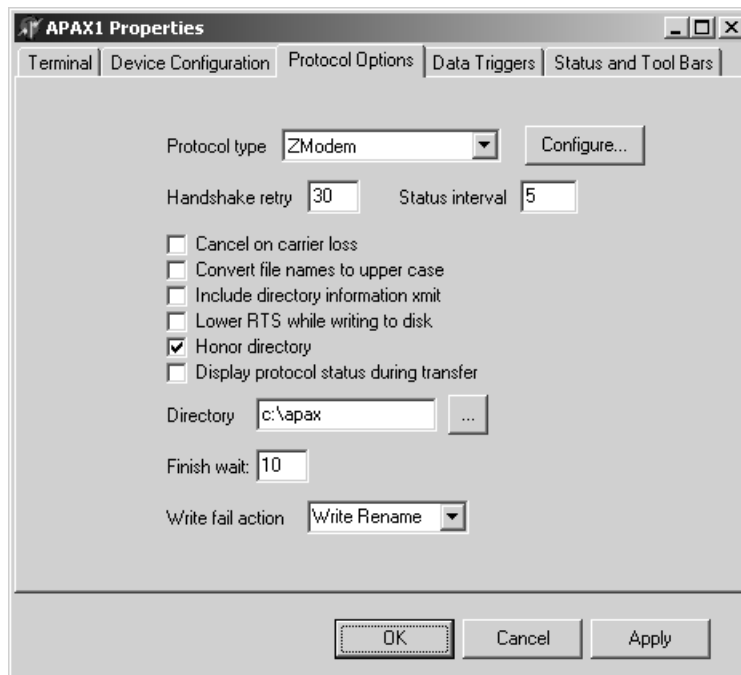 APAX1 Properties
Terminal Device Configuration Protocol Options Data Triggers Status and Tool Bars
Protocol type ZModem Configure...
Handshake retry 30 Status interval 5
Cancel on carrier loss
Convert file names to upper case
Include directory information xmit
Lower RTS while writing to disk
Honor directory
Display protocol status during transfer
Directory c:\apax ...
Finish wait: 10
Write fail action Write Rename
OK Cancel Apply